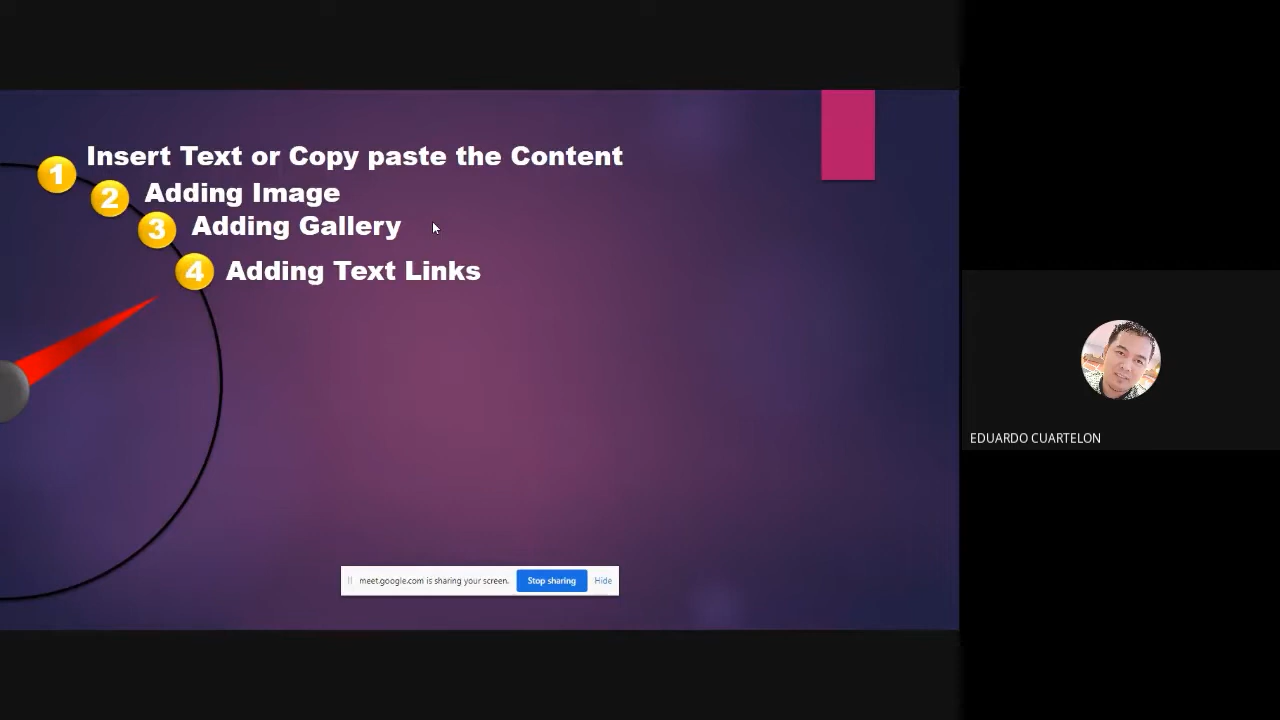 1 Insert Text or Copy paste the Content
2 Adding Image
3 Adding Gallery
4 Adding Text Links
meet.google.com is sharing your screen. Stop sharing Hide
EDUARDO CUARTELON